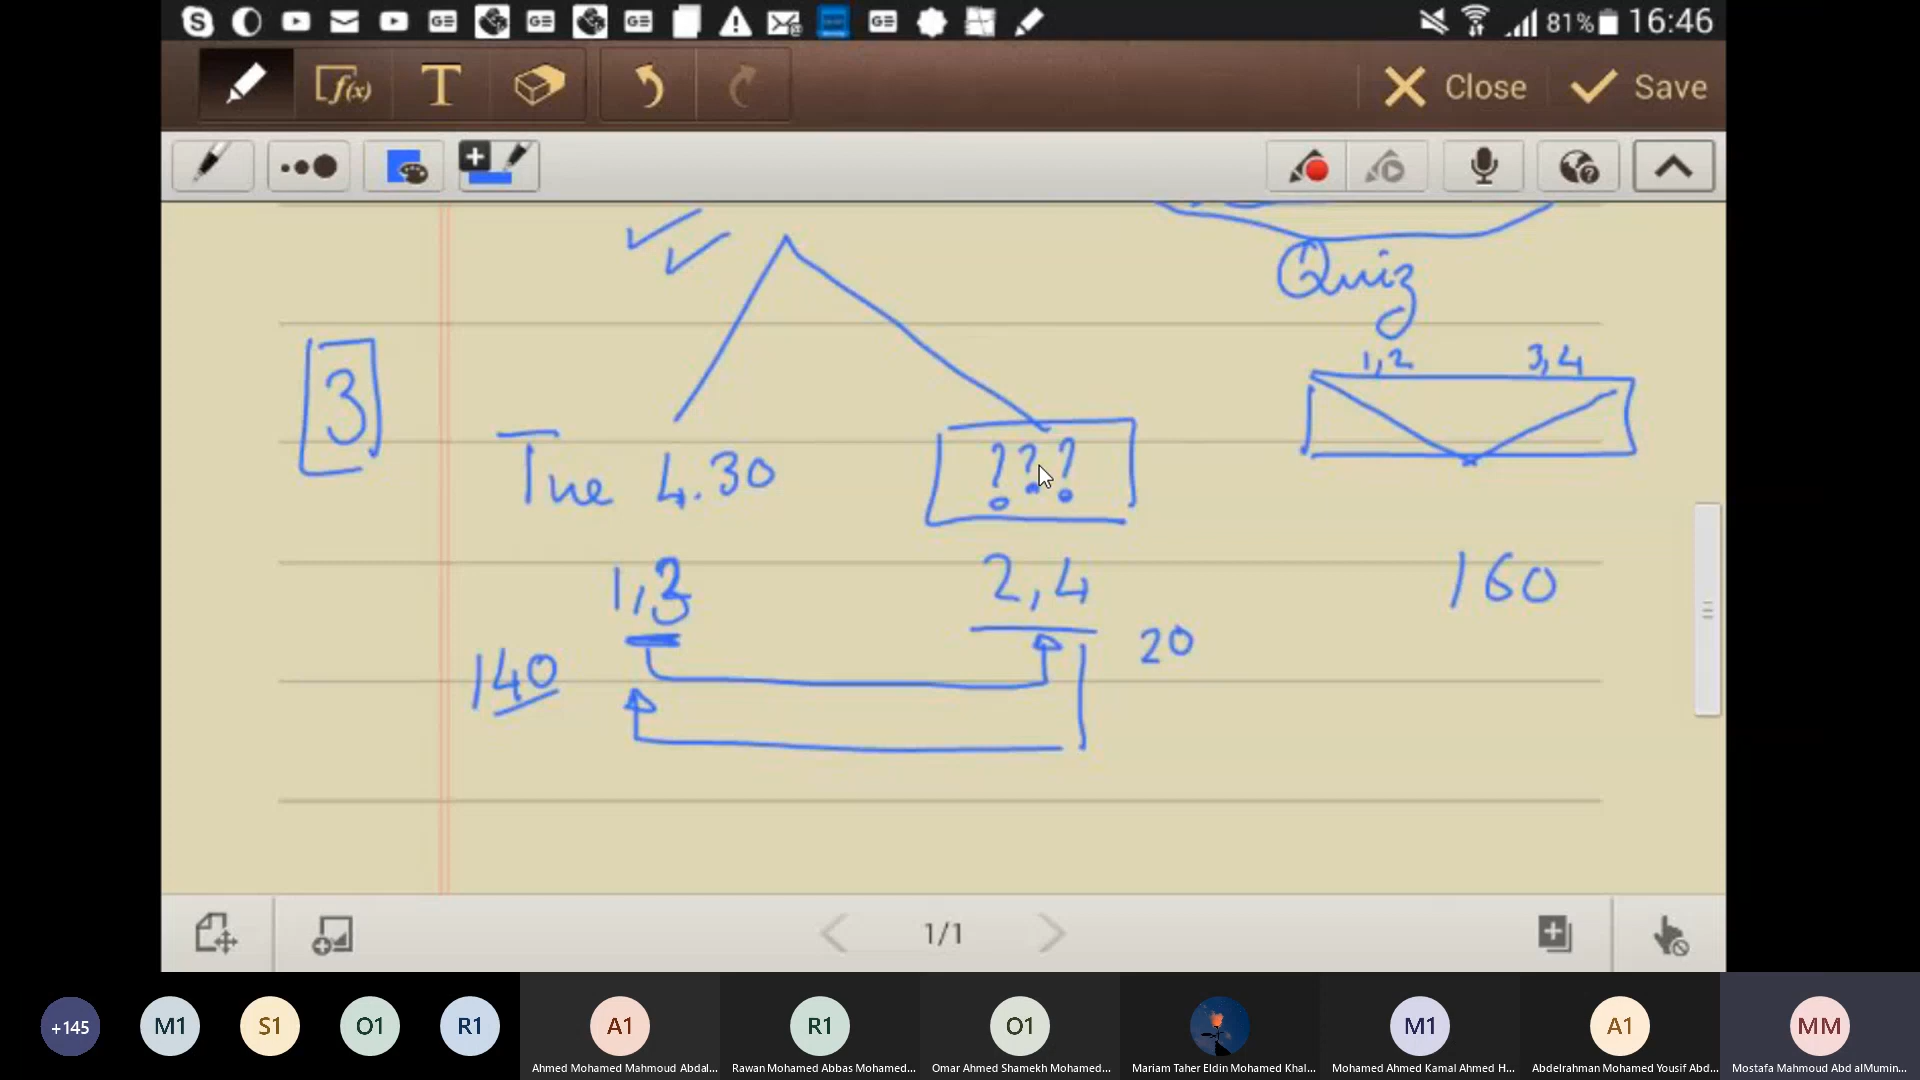 81% 16:46
f(x) T Close Save
Quiz
1,2 3,4
3
Tue 4.30 ???
1,3 2,4 160
140 20
1/1
+145 M1 S1 O1 R1 A1 R1 O1 M1 A1 MM
Ahmed Mohamed Mahmoud Abdal... Rawan Mohamed Abbas Mohamed... Omar Ahmed Shamekh Mohamed... Mariam Taher Eldin Mohamed Khal... Mohamed Ahmed Kamal Ahmed H... Abdelrahman Mohamed Yousif Abd... Mostafa Mahmoud Abd alMumin...